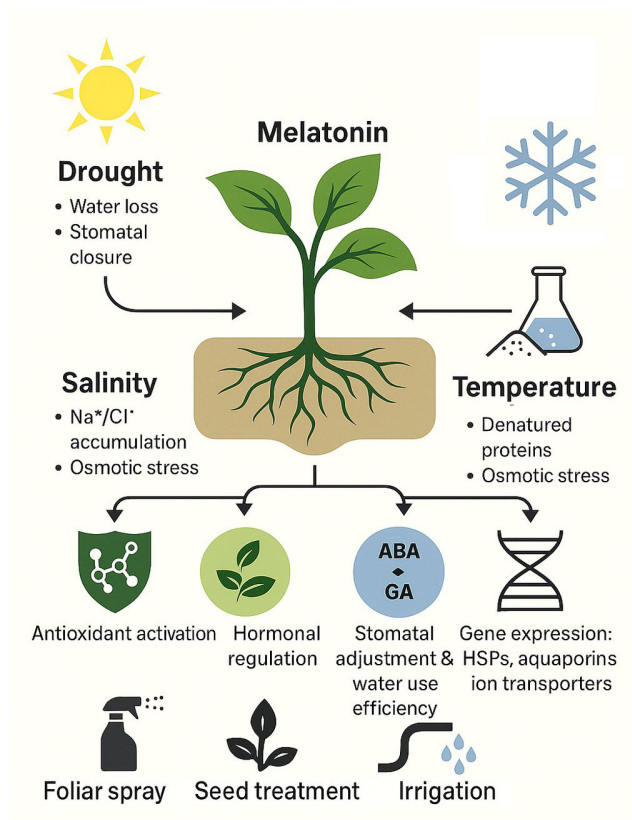 Melatonin
Drought
• Water loss
• Stomatal
closure
Salinity
• Na*/Cl˙
accumulation
• Osmotic stress
Temperature
• Denatured
proteins
• Osmotic stress
Antioxidant activation
Hormonal
regulation
ABA
GA
Stomatal
adjustment &
water use
efficiency
Gene expression:
HSPs, aquaporins
ion transporters
Foliar spray
Seed treatment
Irrigation